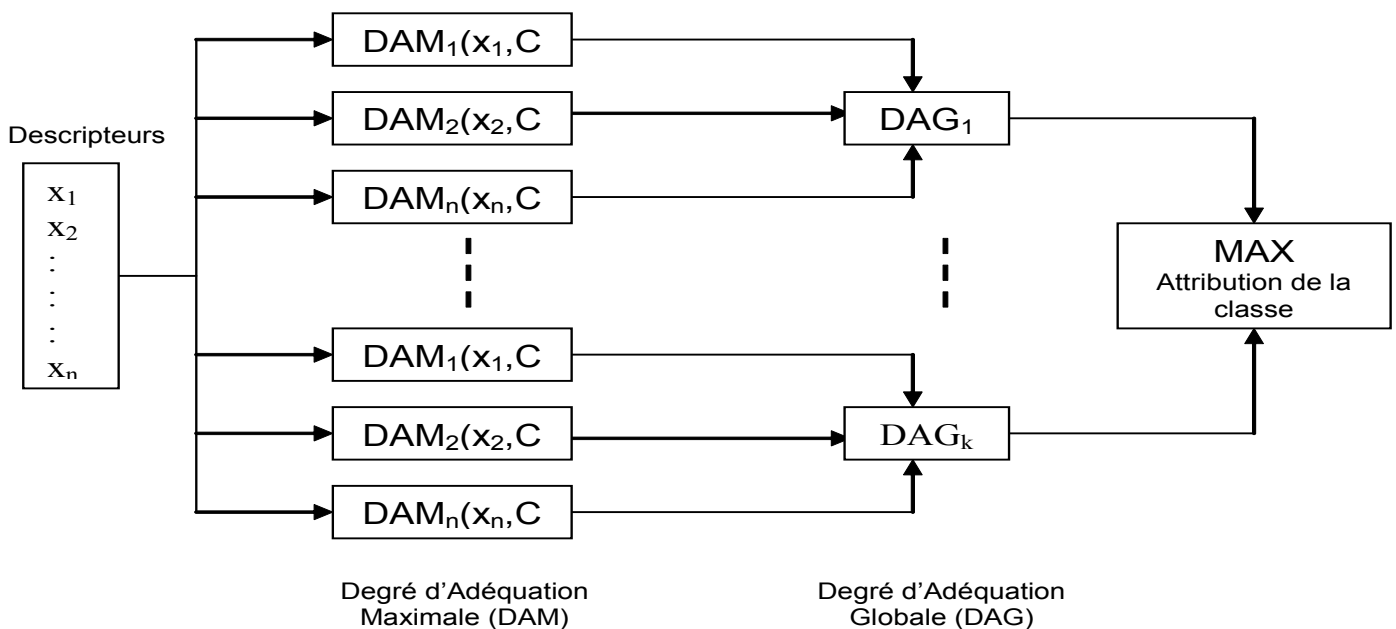 Descripteurs
x₁
x₂
.
.
.
.
.
xₙ
DAM₁(x₁,C
DAM₂(x₂,C
DAMₙ(xₙ,C
DAM₁(x₁,C
DAM₂(x₂,C
DAMₙ(xₙ,C
DAG₁
DAGₖ
MAX
Attribution de la
classe
Degré d’Adéquation
Maximale (DAM)
Degré d’Adéquation
Globale (DAG)